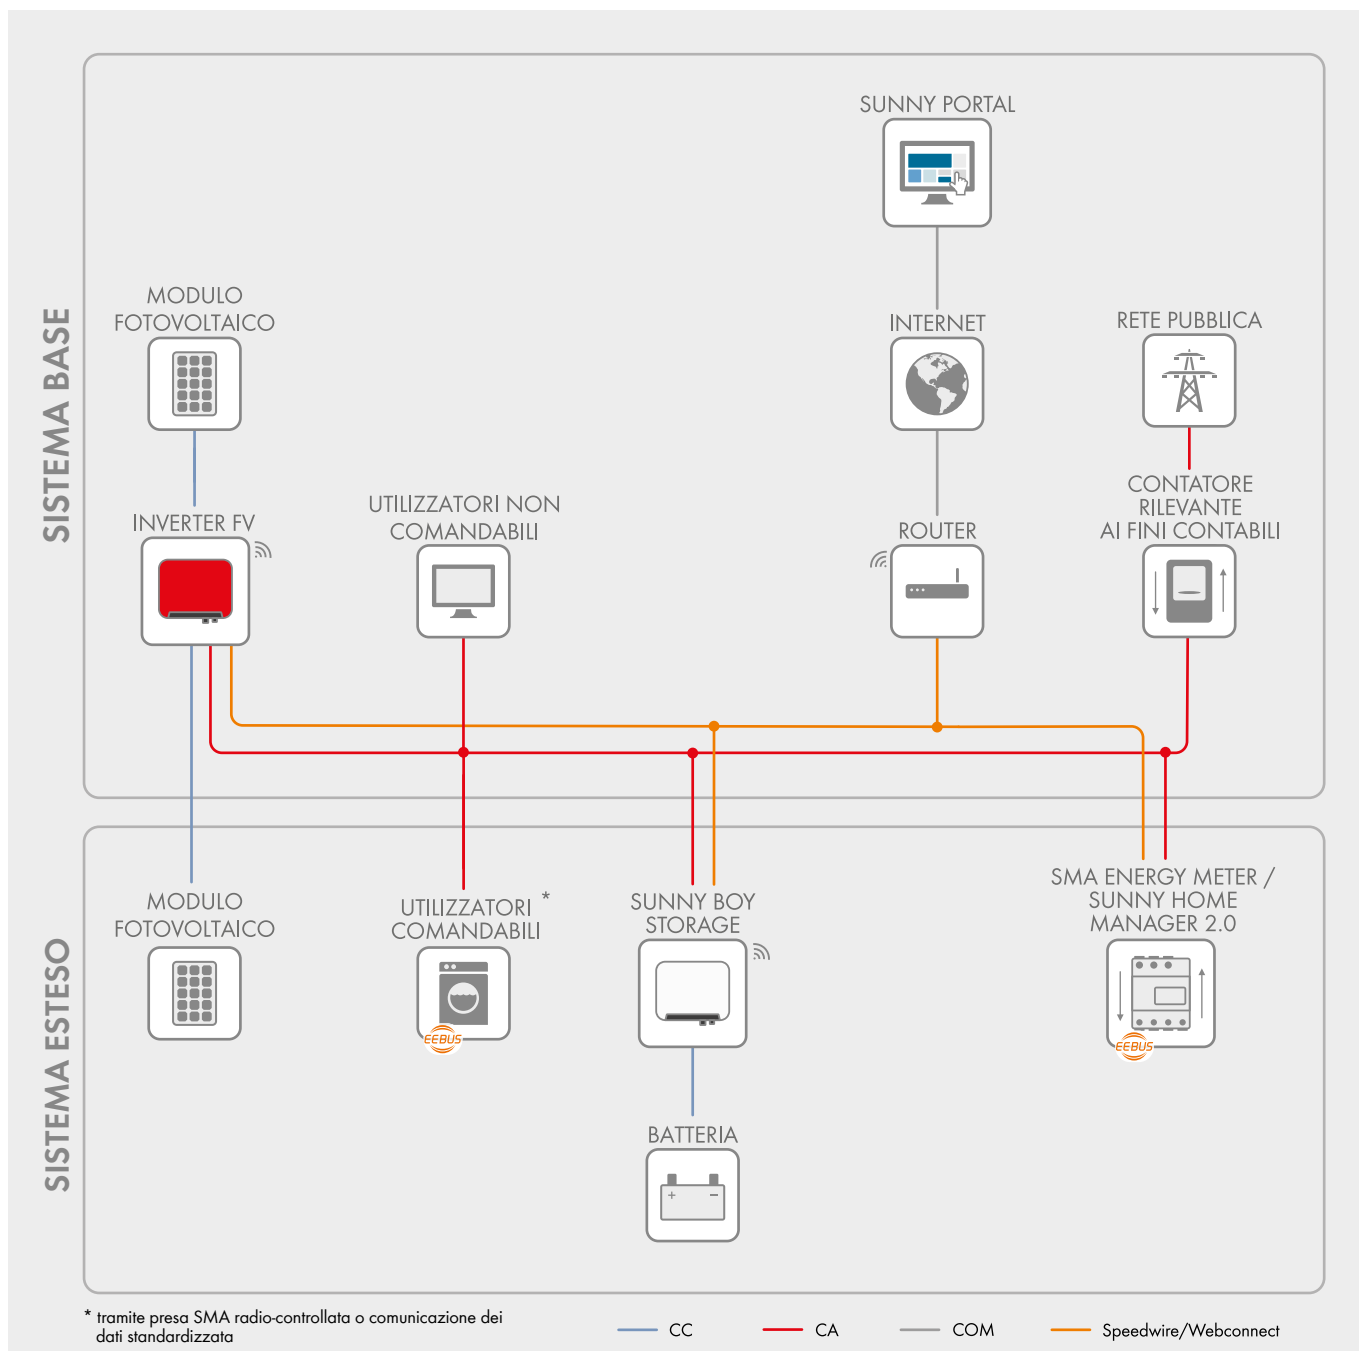 SISTEMA BASE
SUNNY PORTAL
MODULO
FOTOVOLTAICO
INTERNET
RETE PUBBLICA
INVERTER FV
UTILIZZATORI NON
COMANDABILI
ROUTER
CONTATORE
RILEVANTE
AI FINI CONTABILI
SISTEMA ESTESO
MODULO
FOTOVOLTAICO
UTILIZZATORI *
COMANDABILI
EEBUS
SUNNY BOY
STORAGE
SMA ENERGY METER /
SUNNY HOME
MANAGER 2.0
EEBUS
BATTERIA
+ −
* tramite presa SMA radio-controllata o comunicazione dei
dati standardizzata
CC
CA
COM
Speedwire/Webconnect